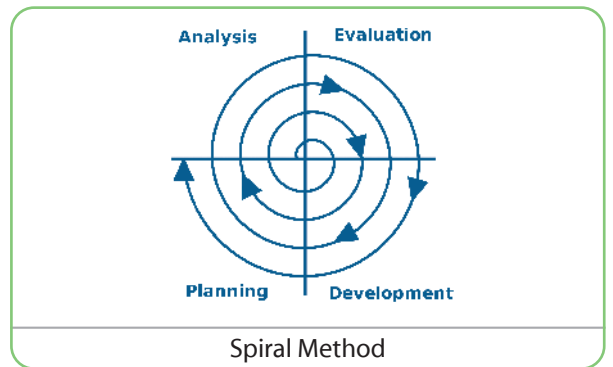 Analysis Evaluation
Planning Development
Spiral Method